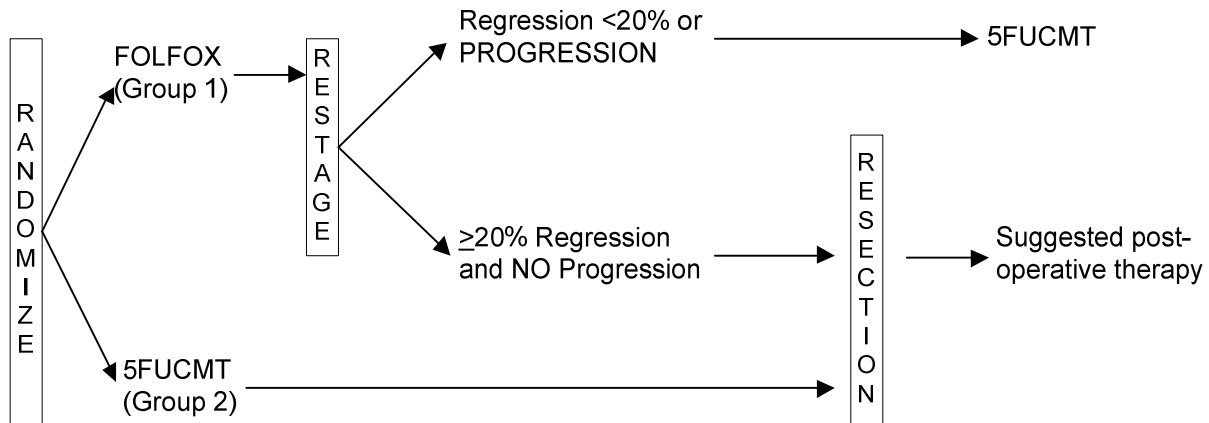 RANDOMIZE
FOLFOX
(Group 1)
RESTAGE
Regression <20% or
PROGRESSION
5FUCMT
≥20% Regression
and NO Progression
RESECTION
Suggested post-
operative therapy
5FUCMT
(Group 2)